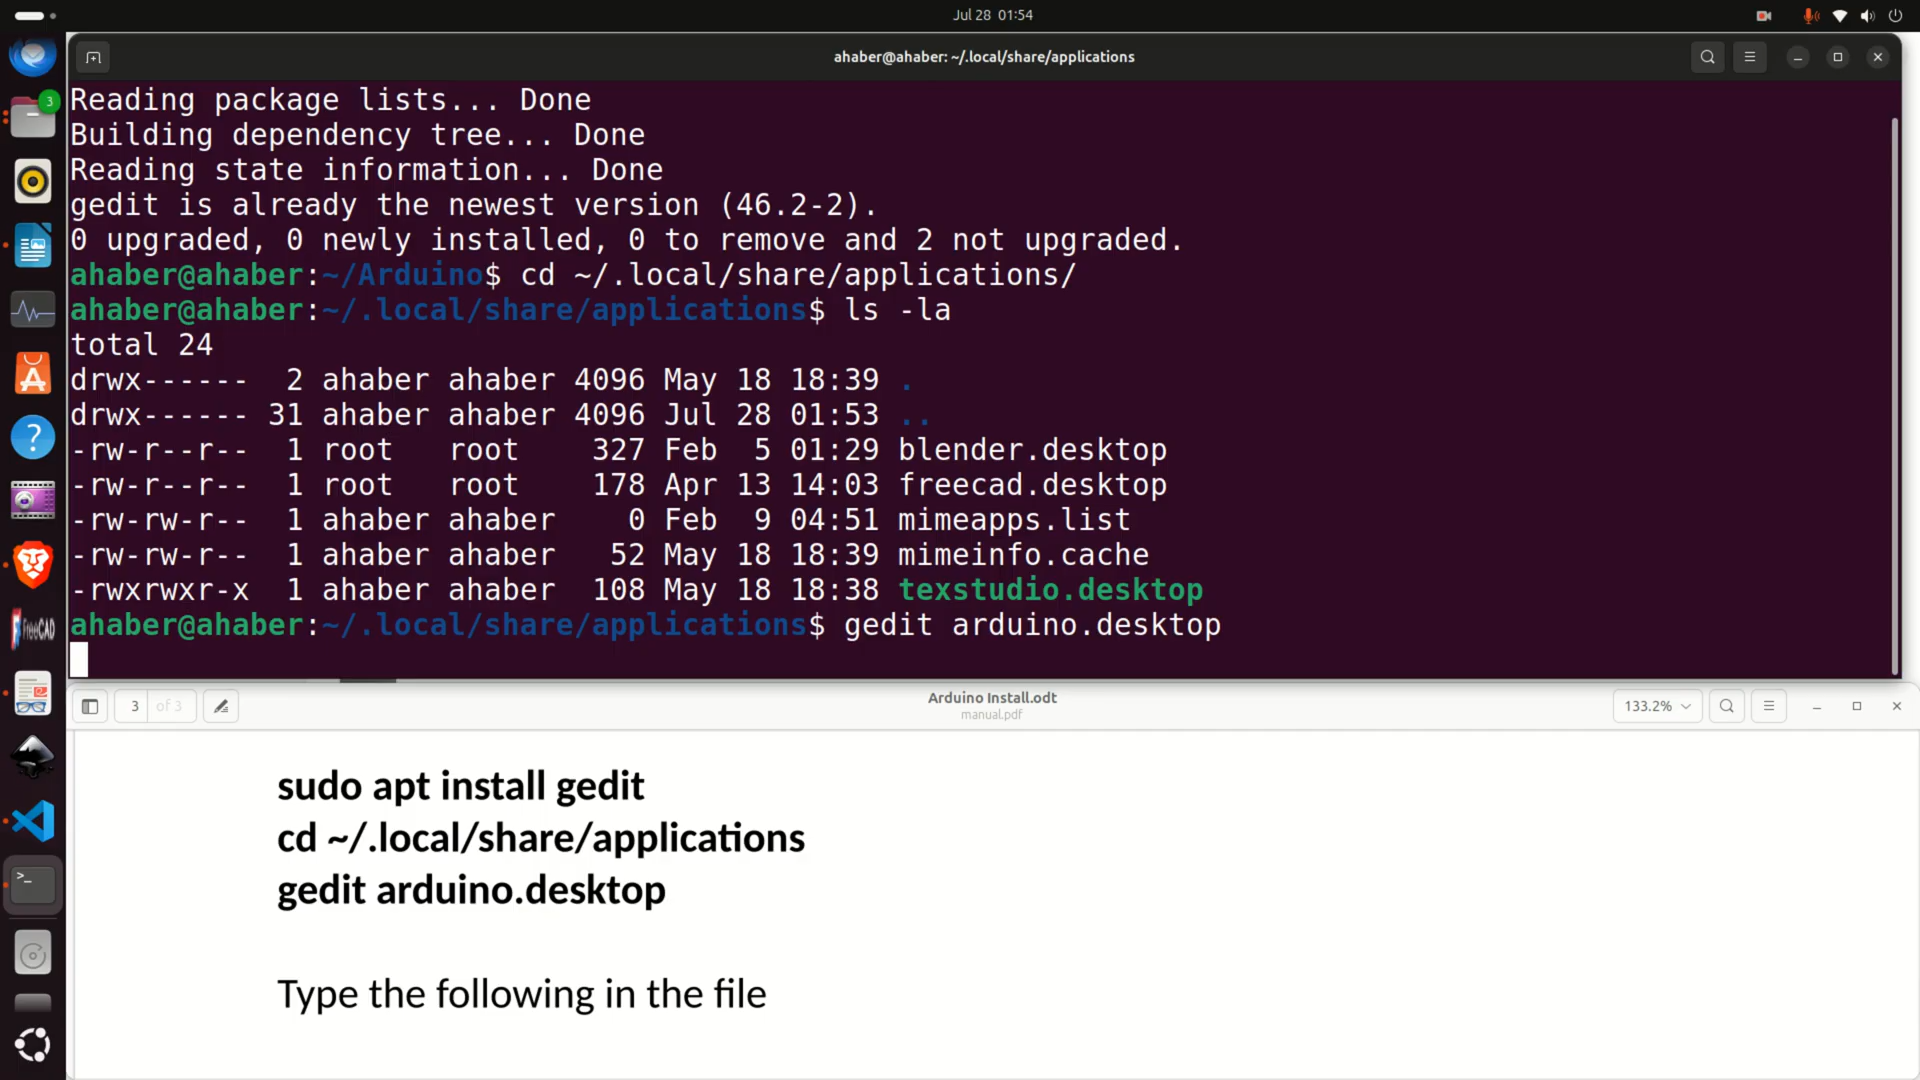 Jul 28 01:54
ahaber@ahaber: ~/.local/share/applications
3
Reading package lists... Done
Building dependency tree... Done
Reading state information... Done
gedit is already the newest version (46.2-2).
0 upgraded, 0 newly installed, 0 to remove and 2 not upgraded.
ahaber@ahaber:~/Arduino$ cd ~/.local/share/applications/
ahaber@ahaber:~/.local/share/applications$ ls -la
total 24
drwx------  2 ahaber ahaber 4096 May 18 18:39 .
drwx------ 31 ahaber ahaber 4096 Jul 28 01:53 ..
-rw-r--r--  1 root   root    327 Feb  5 01:29 blender.desktop
-rw-r--r--  1 root   root    178 Apr 13 14:03 freecad.desktop
-rw-rw-r--  1 ahaber ahaber    0 Feb  9 04:51 mimeapps.list
-rw-rw-r--  1 ahaber ahaber   52 May 18 18:39 mimeinfo.cache
-rwxrwxr-x  1 ahaber ahaber  108 May 18 18:38 texstudio.desktop
ahaber@ahaber:~/.local/share/applications$ gedit arduino.desktop
FreeCAD
3 of 3
Arduino Install.odt
manual.pdf
133.2%
sudo apt install gedit
cd ~/.local/share/applications
gedit arduino.desktop
Type the following in the file